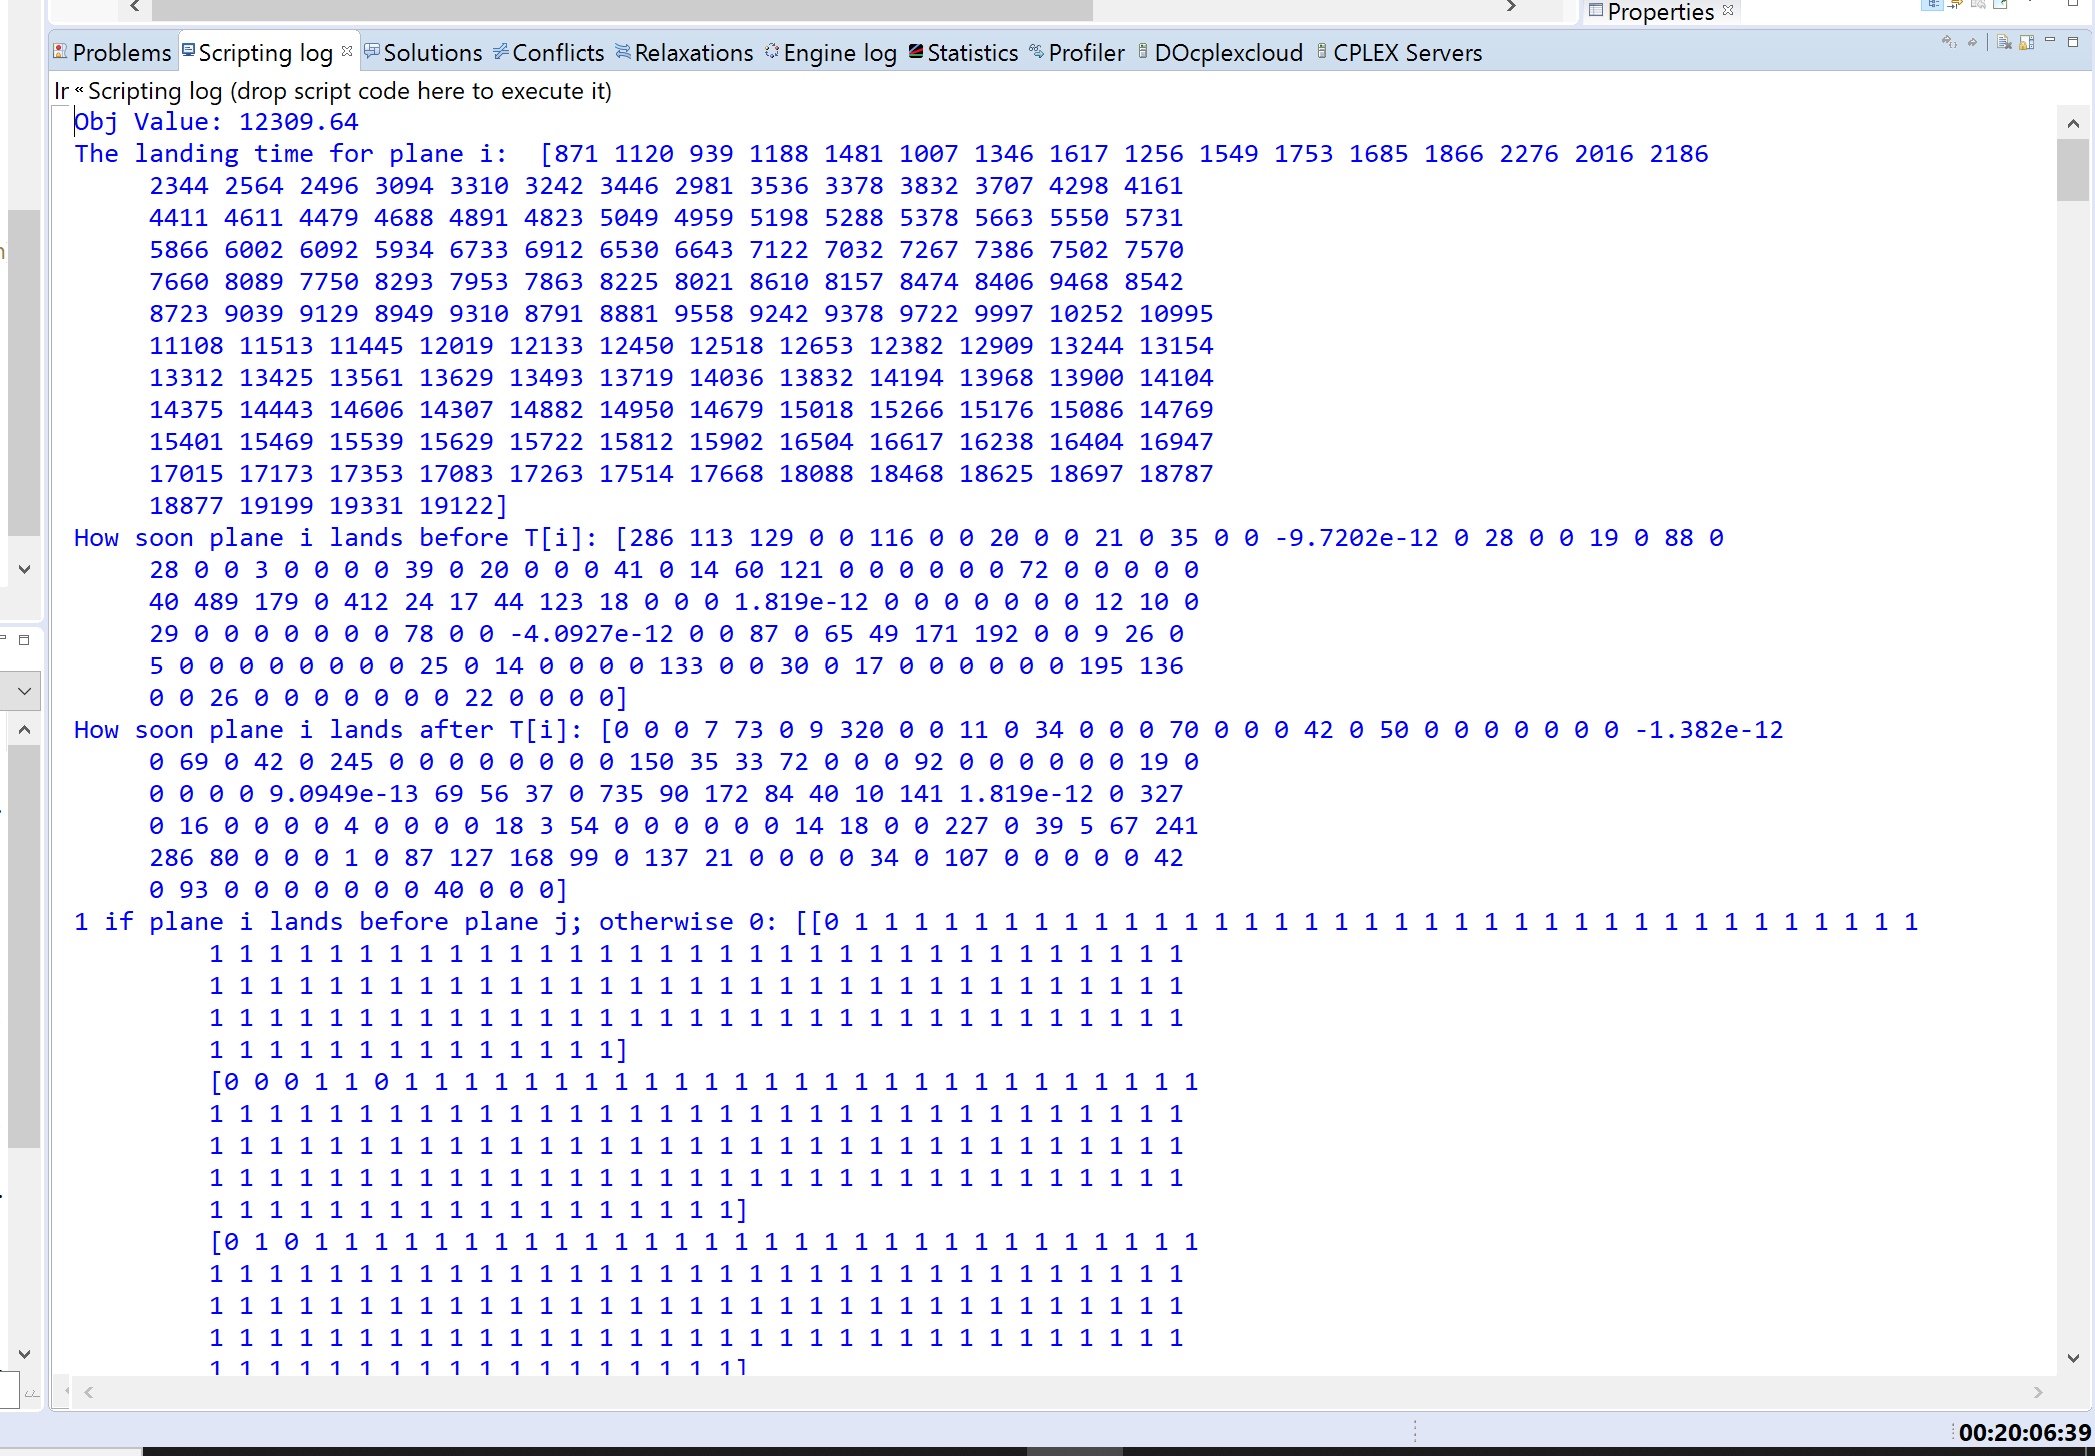 Properties
Problems Scripting log Solutions Conflicts Relaxations Engine log Statistics Profiler DOcplexcloud CPLEX Servers
Ir « Scripting log (drop script code here to execute it)
Obj Value: 12309.64
The landing time for plane i:  [871 1120 939 1188 1481 1007 1346 1617 1256 1549 1753 1685 1866 2276 2016 2186
2344 2564 2496 3094 3310 3242 3446 2981 3536 3378 3832 3707 4298 4161
4411 4611 4479 4688 4891 4823 5049 4959 5198 5288 5378 5663 5550 5731
5866 6002 6092 5934 6733 6912 6530 6643 7122 7032 7267 7386 7502 7570
7660 8089 7750 8293 7953 7863 8225 8021 8610 8157 8474 8406 9468 8542
8723 9039 9129 8949 9310 8791 8881 9558 9242 9378 9722 9997 10252 10995
11108 11513 11445 12019 12133 12450 12518 12653 12382 12909 13244 13154
13312 13425 13561 13629 13493 13719 14036 13832 14194 13968 13900 14104
14375 14443 14606 14307 14882 14950 14679 15018 15266 15176 15086 14769
15401 15469 15539 15629 15722 15812 15902 16504 16617 16238 16404 16947
17015 17173 17353 17083 17263 17514 17668 18088 18468 18625 18697 18787
18877 19199 19331 19122]
How soon plane i lands before T[i]: [286 113 129 0 0 116 0 0 20 0 0 21 0 35 0 0 -9.7202e-12 0 28 0 0 19 0 88 0
28 0 0 3 0 0 0 0 39 0 20 0 0 0 41 0 14 60 121 0 0 0 0 0 0 72 0 0 0 0 0
40 489 179 0 412 24 17 44 123 18 0 0 0 1.819e-12 0 0 0 0 0 0 0 12 10 0
29 0 0 0 0 0 0 0 78 0 0 -4.0927e-12 0 0 87 0 65 49 171 192 0 0 9 26 0
5 0 0 0 0 0 0 0 0 25 0 14 0 0 0 0 133 0 0 30 0 17 0 0 0 0 0 0 195 136
0 0 26 0 0 0 0 0 0 0 22 0 0 0 0]
How soon plane i lands after T[i]: [0 0 0 7 73 0 9 320 0 0 11 0 34 0 0 0 70 0 0 0 42 0 50 0 0 0 0 0 0 0 0 -1.382e-12
0 69 0 42 0 245 0 0 0 0 0 0 0 0 150 35 33 72 0 0 0 92 0 0 0 0 0 0 19 0
0 0 0 0 9.0949e-13 69 56 37 0 735 90 172 84 40 10 141 1.819e-12 0 327
0 16 0 0 0 0 4 0 0 0 0 18 3 54 0 0 0 0 0 0 14 18 0 0 227 0 39 5 67 241
286 80 0 0 0 1 0 87 127 168 99 0 137 21 0 0 0 0 34 0 107 0 0 0 0 0 42
0 93 0 0 0 0 0 0 0 40 0 0 0]
1 if plane i lands before plane j; otherwise 0: [[0 1 1 1 1 1 1 1 1 1 1 1 1 1 1 1 1 1 1 1 1 1 1 1 1 1 1 1 1 1 1 1 1 1 1 1 1
1 1 1 1 1 1 1 1 1 1 1 1 1 1 1 1 1 1 1 1 1 1 1 1 1 1 1 1 1 1 1 1 1
1 1 1 1 1 1 1 1 1 1 1 1 1 1 1 1 1 1 1 1 1 1 1 1 1 1 1 1 1 1 1 1 1
1 1 1 1 1 1 1 1 1 1 1 1 1 1 1 1 1 1 1 1 1 1 1 1 1 1 1 1 1 1 1 1 1
1 1 1 1 1 1 1 1 1 1 1 1 1 1]
[0 0 0 1 1 0 1 1 1 1 1 1 1 1 1 1 1 1 1 1 1 1 1 1 1 1 1 1 1 1 1 1 1
1 1 1 1 1 1 1 1 1 1 1 1 1 1 1 1 1 1 1 1 1 1 1 1 1 1 1 1 1 1 1 1 1
1 1 1 1 1 1 1 1 1 1 1 1 1 1 1 1 1 1 1 1 1 1 1 1 1 1 1 1 1 1 1 1 1
1 1 1 1 1 1 1 1 1 1 1 1 1 1 1 1 1 1 1 1 1 1 1 1 1 1 1 1 1 1 1 1 1
1 1 1 1 1 1 1 1 1 1 1 1 1 1 1 1 1 1]
[0 1 0 1 1 1 1 1 1 1 1 1 1 1 1 1 1 1 1 1 1 1 1 1 1 1 1 1 1 1 1 1 1
1 1 1 1 1 1 1 1 1 1 1 1 1 1 1 1 1 1 1 1 1 1 1 1 1 1 1 1 1 1 1 1 1
1 1 1 1 1 1 1 1 1 1 1 1 1 1 1 1 1 1 1 1 1 1 1 1 1 1 1 1 1 1 1 1 1
1 1 1 1 1 1 1 1 1 1 1 1 1 1 1 1 1 1 1 1 1 1 1 1 1 1 1 1 1 1 1 1 1
1 1 1 1 1 1 1 1 1 1 1 1 1 1 1 1 1 1]
00:20:06:39